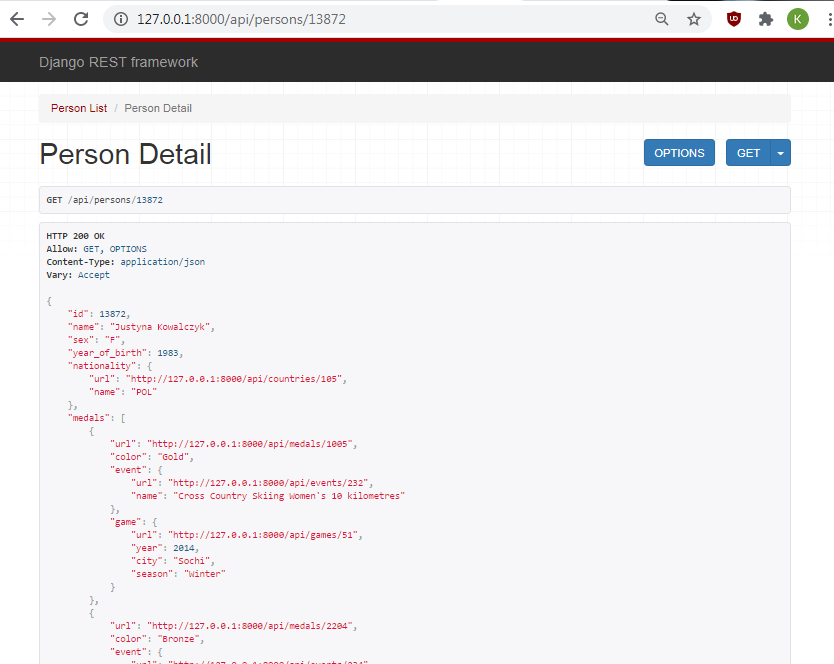 127.0.0.1:8000/api/persons/13872
K
Django REST framework
Person List / Person Detail
Person Detail
OPTIONS
GET
GET /api/persons/13872
HTTP 200 OK
Allow: GET, OPTIONS
Content-Type: application/json
Vary: Accept
{
    "id": 13872,
    "name": "Justyna Kowalczyk",
    "sex": "F",
    "year_of_birth": 1983,
    "nationality": {
        "url": "http://127.0.0.1:8000/api/countries/105",
        "name": "POL"
    },
    "medals": [
        {
            "url": "http://127.0.0.1:8000/api/medals/1005",
            "color": "Gold",
            "event": {
                "url": "http://127.0.0.1:8000/api/events/232",
                "name": "Cross Country Skiing Women's 10 kilometres"
            },
            "game": {
                "url": "http://127.0.0.1:8000/api/games/51",
                "year": 2014,
                "city": "Sochi",
                "season": "Winter"
            }
        },
        {
            "url": "http://127.0.0.1:8000/api/medals/2204",
            "color": "Bronze",
            "event": {